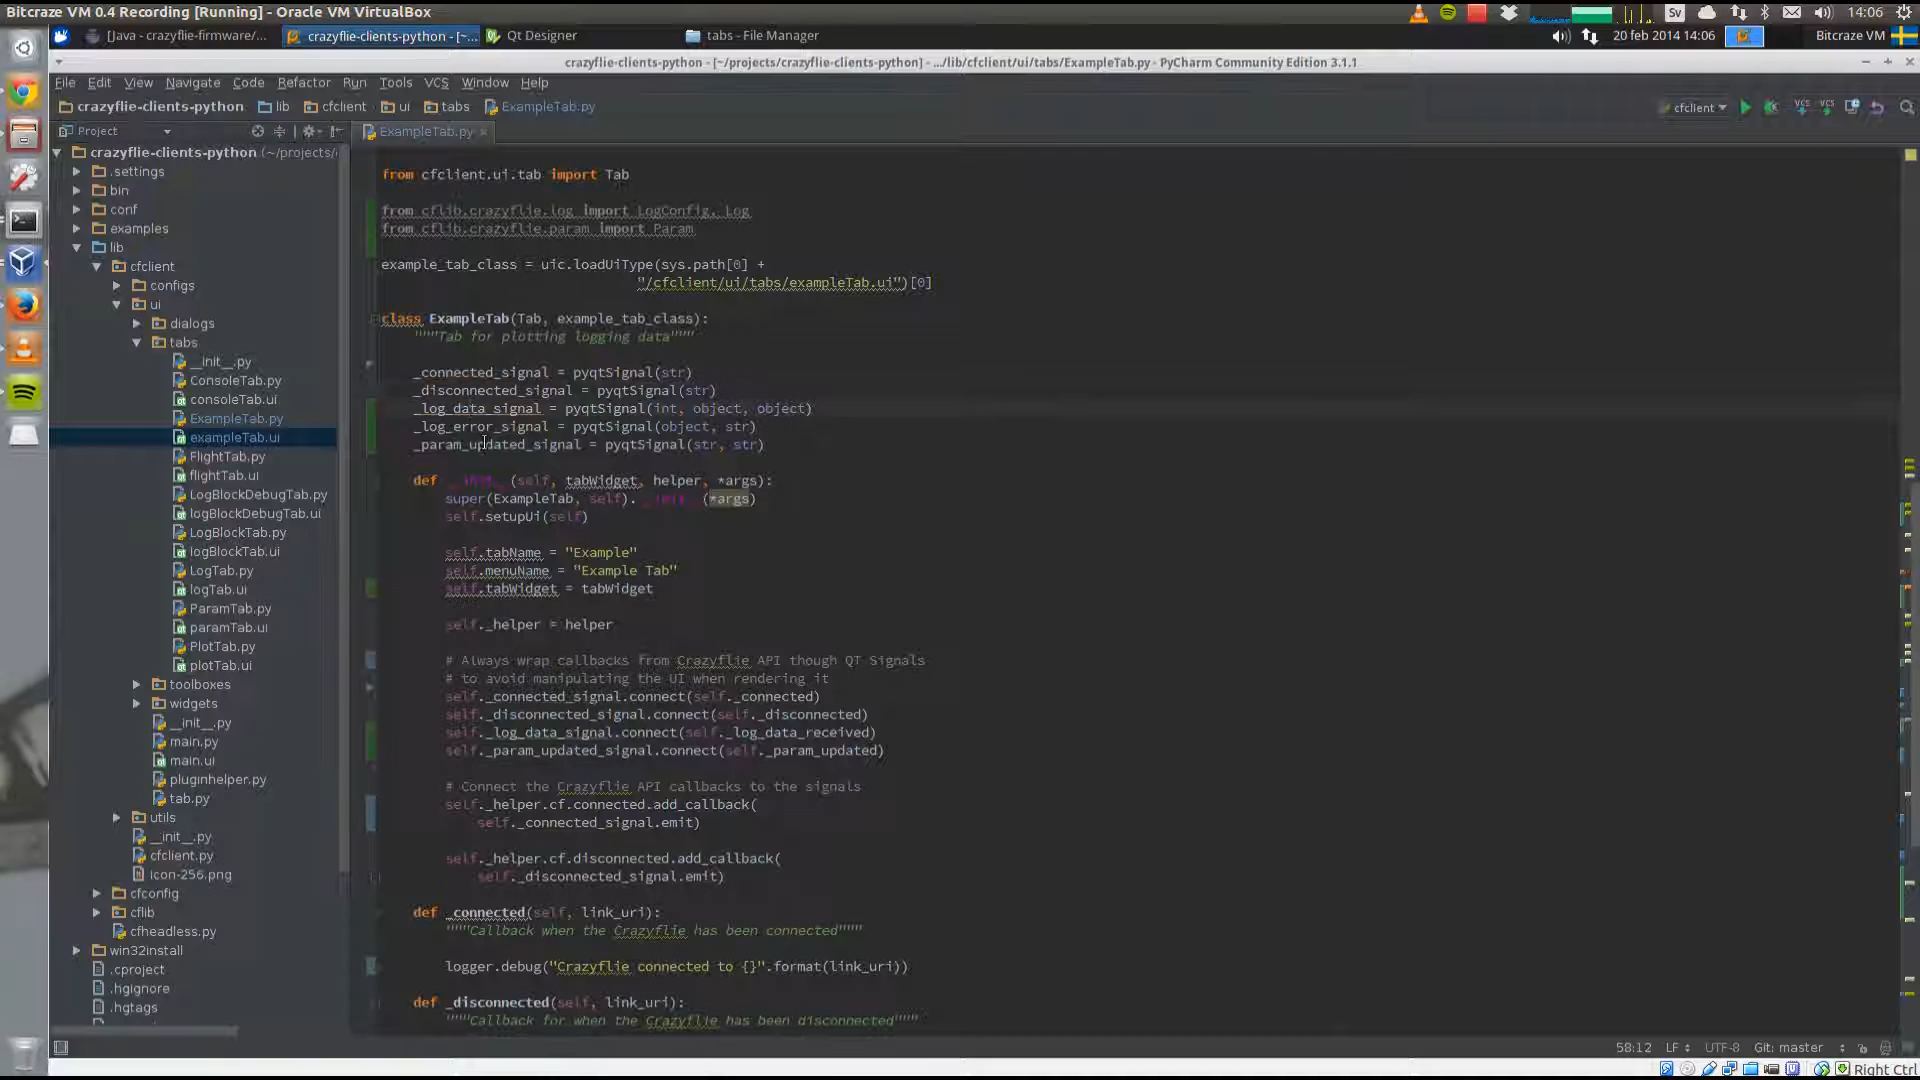 Bitcraze VM 0.4 Recording [Running] - Oracle VM VirtualBox
Sv
14:06
[Java - crazyflie-firmware/...
crazyflie-clients-python - [~...
Qt Designer
tabs - File Manager
20 feb 2014 14:06
Bitcraze VM
crazyflie-clients-python - [~/projects/crazyflie-clients-python] - .../lib/cfclient/ui/tabs/ExampleTab.py - PyCharm Community Edition 3.1.1
File Edit View Navigate Code Refactor Run Tools VCS Window Help
crazyflie-clients-python lib cfclient ui tabs ExampleTab.py
cfclient
VCS VCS
Project
ExampleTab.py
crazyflie-clients-python (~/projects/
.settings
bin
conf
examples
lib
cfclient
configs
ui
dialogs
tabs
__init__.py
ConsoleTab.py
consoleTab.ui
ExampleTab.py
exampleTab.ui
FlightTab.py
flightTab.ui
LogBlockDebugTab.py
logBlockDebugTab.ui
LogBlockTab.py
logBlockTab.ui
LogTab.py
logTab.ui
ParamTab.py
paramTab.ui
PlotTab.py
plotTab.ui
toolboxes
widgets
__init__.py
main.py
main.ui
pluginhelper.py
tab.py
utils
__init__.py
cfclient.py
icon-256.png
cfconfig
cflib
cfheadless.py
win32install
.cproject
.hgignore
.hgtags
from cfclient.ui.tab import Tab
from cflib.crazyflie.log import LogConfig, Log
from cflib.crazyflie.param import Param
example_tab_class = uic.loadUiType(sys.path[0] +
"/cfclient/ui/tabs/exampleTab.ui")[0]
class ExampleTab(Tab, example_tab_class):
"""Tab for plotting logging data"""
_connected_signal = pyqtSignal(str)
_disconnected_signal = pyqtSignal(str)
_log_data_signal = pyqtSignal(int, object, object)
_log_error_signal = pyqtSignal(object, str)
_param_updated_signal = pyqtSignal(str, str)
def __init__(self, tabWidget, helper, *args):
super(ExampleTab, self).__init__(*args)
self.setupUi(self)
self.tabName = "Example"
self.menuName = "Example Tab"
self.tabWidget = tabWidget
self._helper = helper
# Always wrap callbacks from Crazyflie API though QT Signals
# to avoid manipulating the UI when rendering it
self._connected_signal.connect(self._connected)
self._disconnected_signal.connect(self._disconnected)
self._log_data_signal.connect(self._log_data_received)
self._param_updated_signal.connect(self._param_updated)
# Connect the Crazyflie API callbacks to the signals
self._helper.cf.connected.add_callback(
self._connected_signal.emit)
self._helper.cf.disconnected.add_callback(
self._disconnected_signal.emit)
def _connected(self, link_uri):
"""Callback when the Crazyflie has been connected"""
logger.debug("Crazyflie connected to {}".format(link_uri))
def _disconnected(self, link_uri):
"""Callback for when the Crazyflie has been disconnected"""
58:12 LF UTF-8 Git: master
Right Ctrl